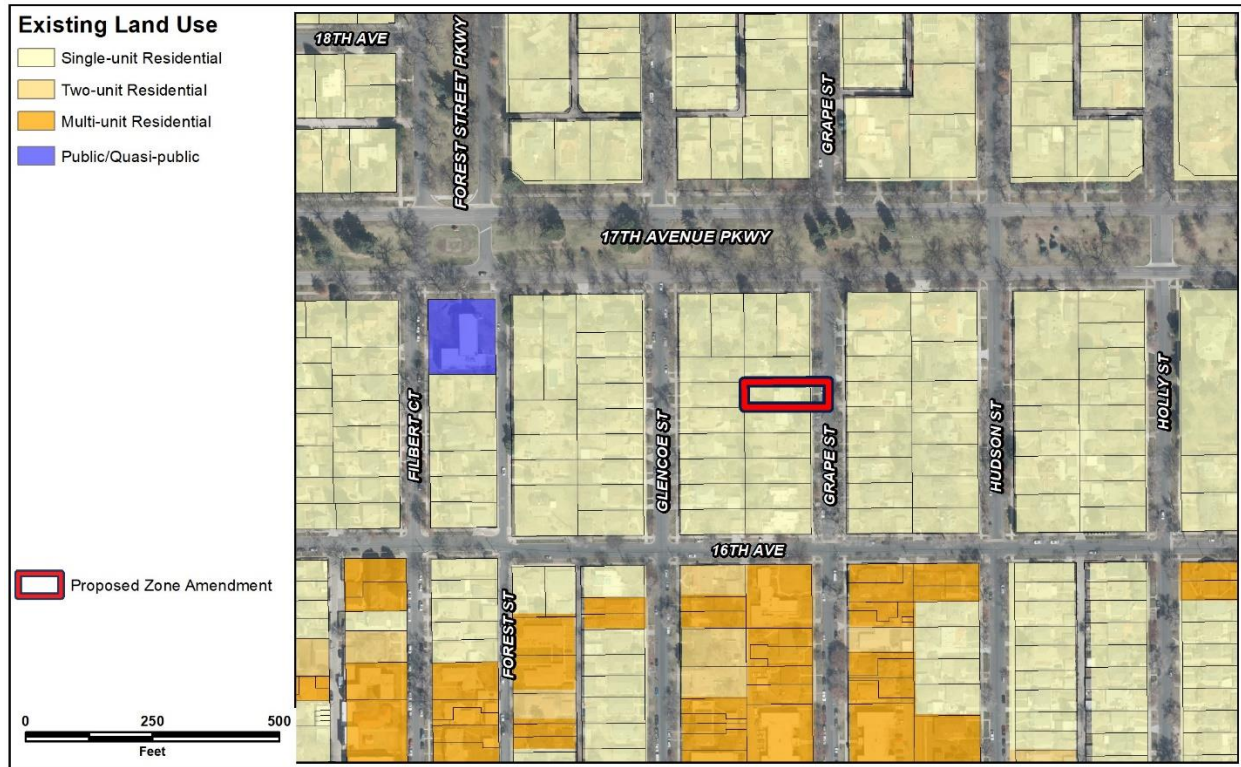 Existing Land Use
Single-unit Residential
Two-unit Residential
Multi-unit Residential
Public/Quasi-public
Proposed Zone Amendment
0 250 500
Feet
18TH AVE
FOREST STREET PKWY
GRAPE ST
17TH AVENUE PKWY
FILBERT CT
GLENCOE ST
GRAPE ST
HUDSON ST
HOLLY ST
16TH AVE
FOREST ST